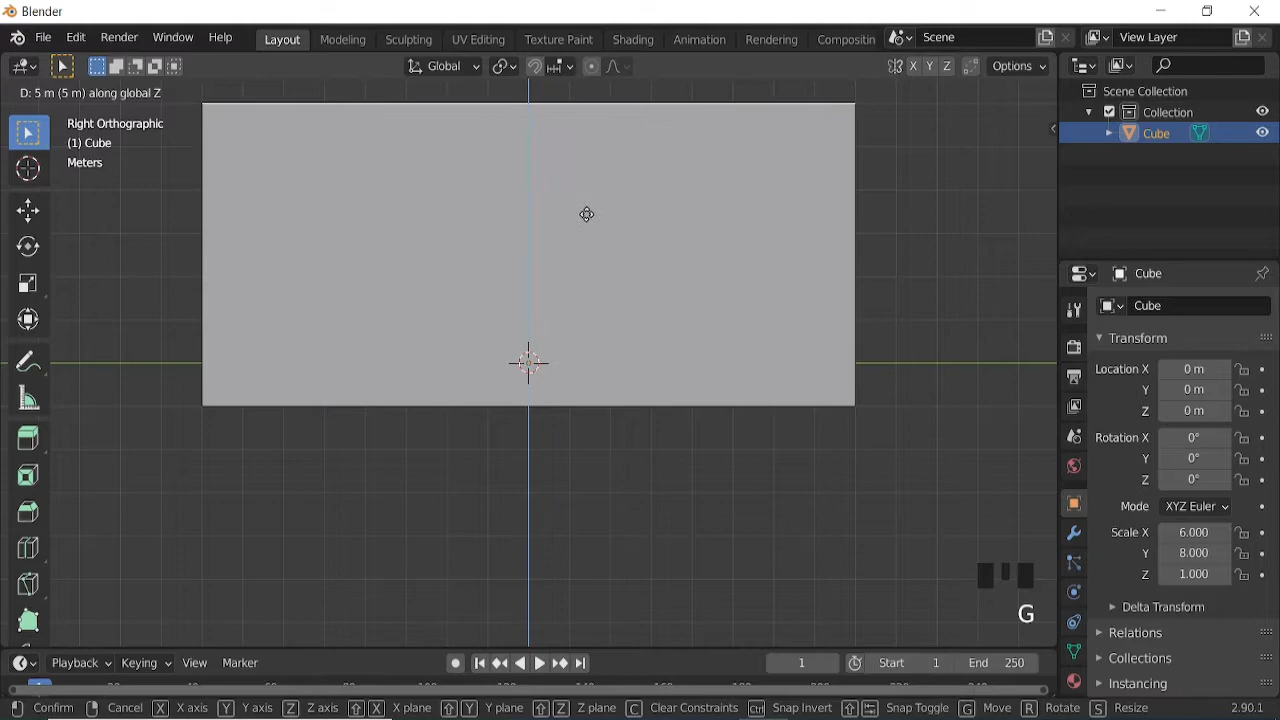 Blender
File Edit Render Window Help Layout Modeling Sculpting UV Editing Texture Paint Shading Animation Rendering Compositin Scene View Layer
Global X Y Z Options
D: 5 m (5 m) along global Z
Right Orthographic
(1) Cube
Meters
Scene Collection
Collection
Cube
Cube
Cube
Transform
Location X 0 m
Y 0 m
Z 0 m
Rotation X 0°
Y 0°
Z 0°
Mode XYZ Euler
Scale X 6.000
Y 8.000
Z 1.000
Delta Transform
G
Relations
Collections
Instancing
Playback Keying View Marker 1 Start 1 End 250
Confirm Cancel X X axis Y Y axis Z Z axis X X plane Y Y plane Z Z plane C Clear Constraints Ctrl Snap Invert Snap Toggle G Move R Rotate S Resize 2.90.1